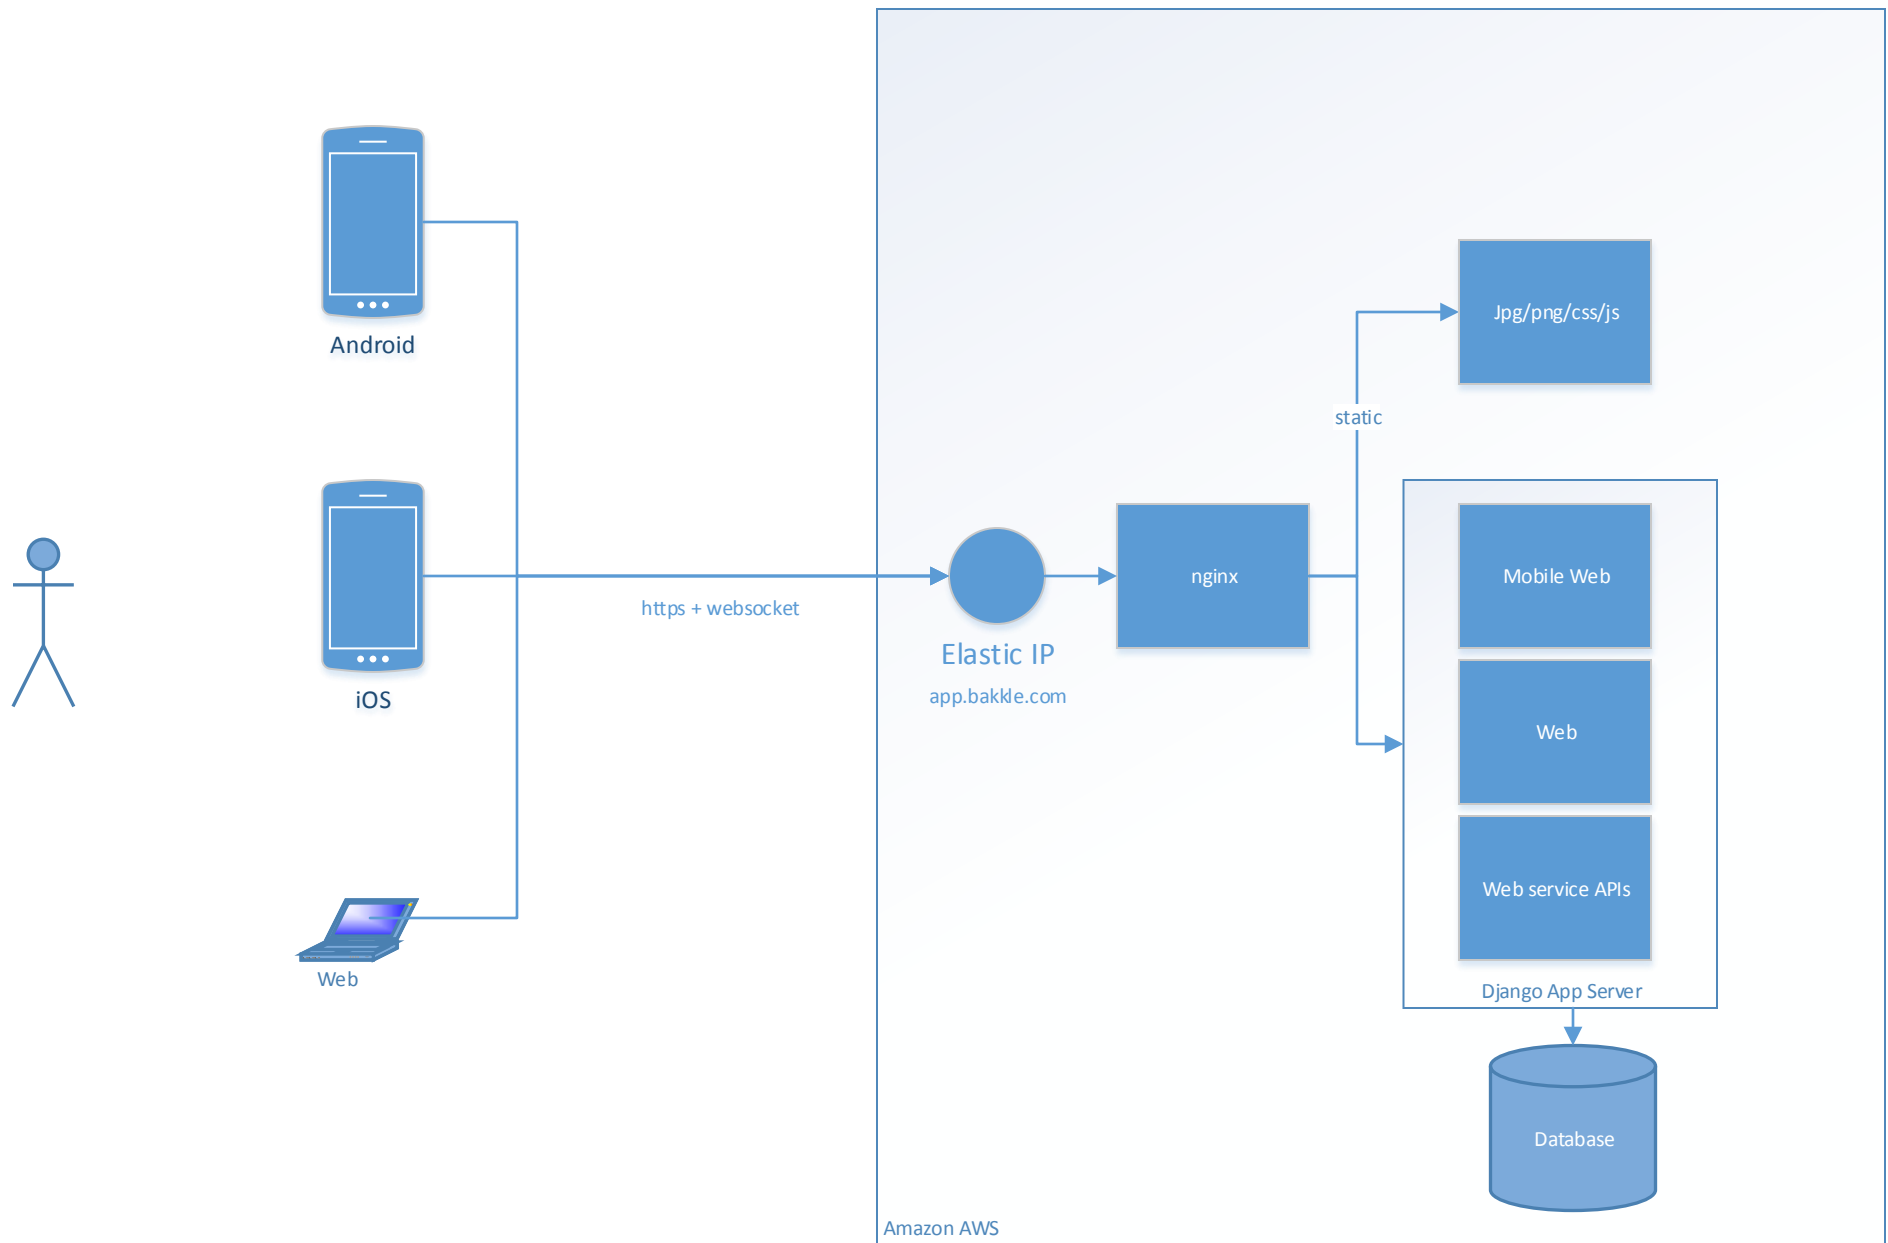 Android
iOS
Web
https + websocket
Elastic IP
app.bakkle.com
nginx
static
Jpg/png/css/js
Mobile Web
Web
Web service APIs
Django App Server
Database
Amazon AWS